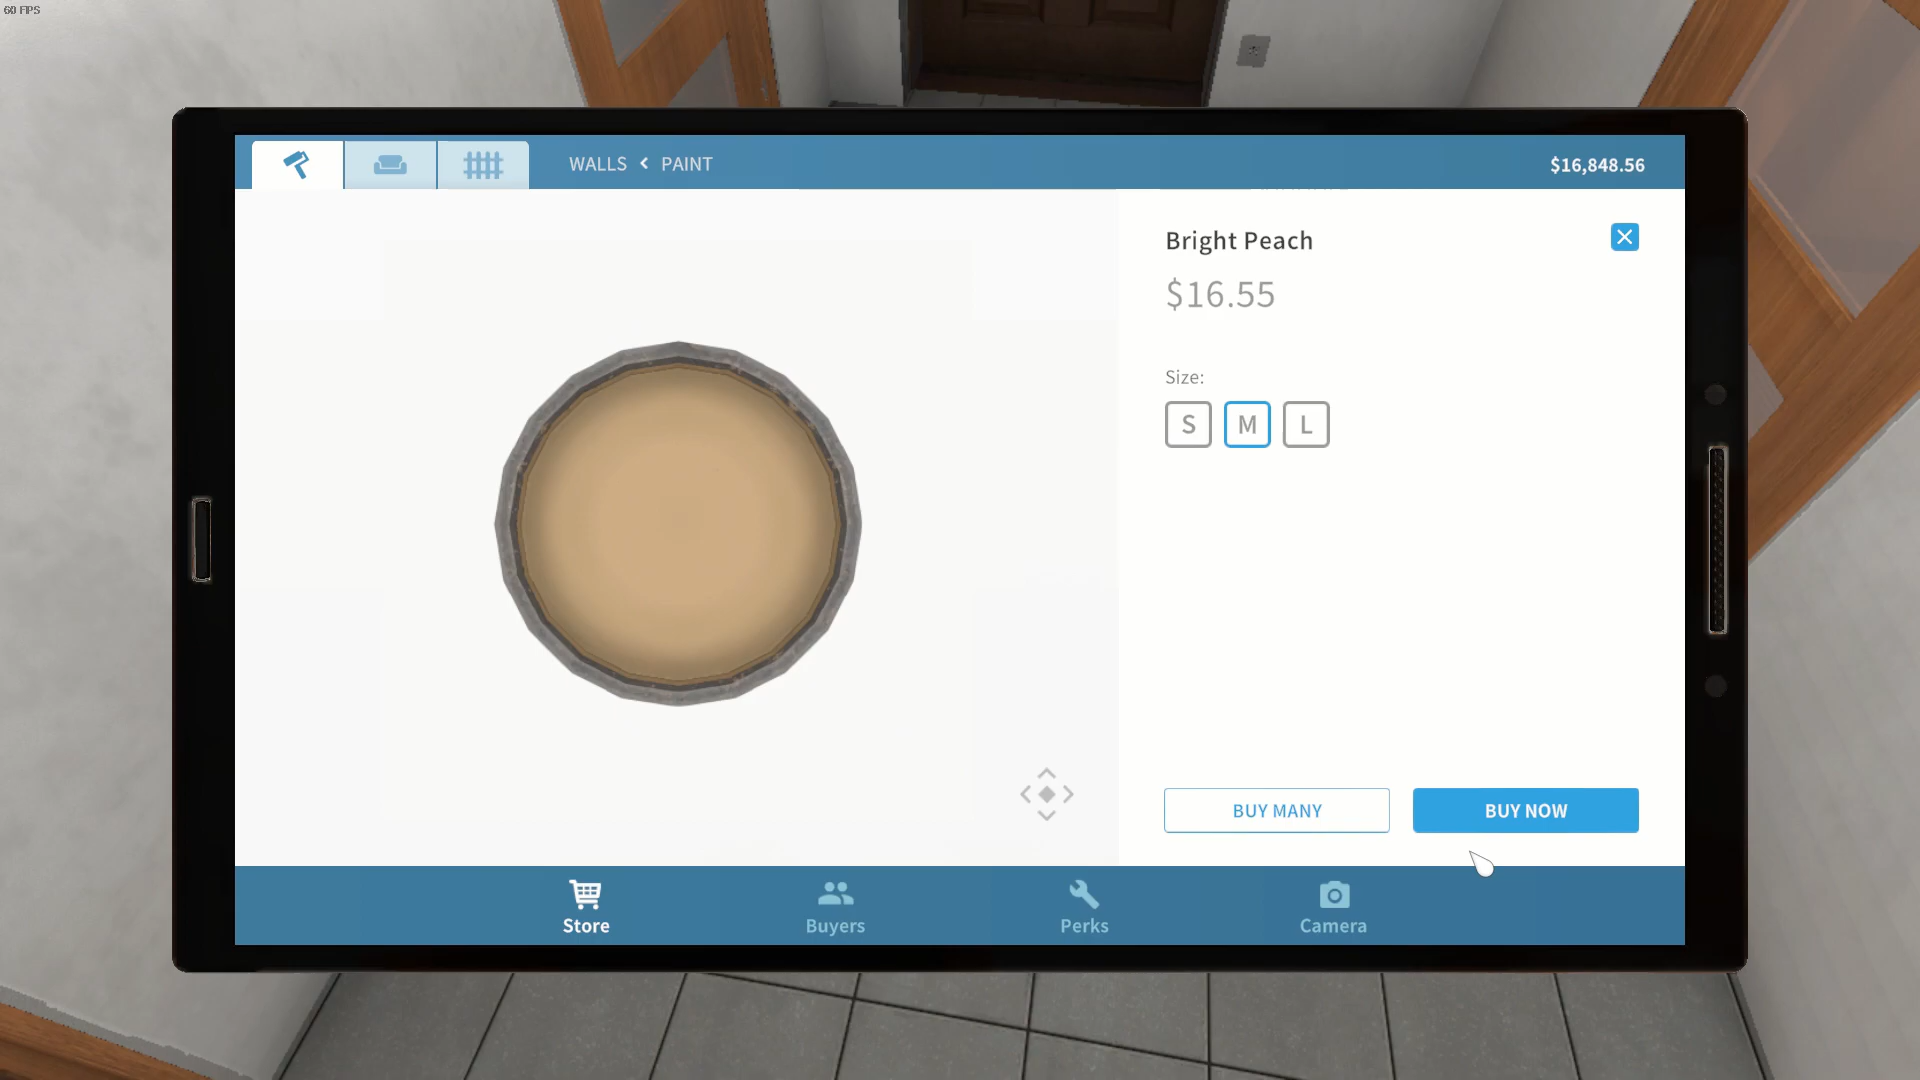 60 FPS
WALLS < PAINT
$16,848.56
Bright Peach
$16.55
Size:
S M L
BUY MANY
BUY NOW
Store
Buyers
Perks
Camera